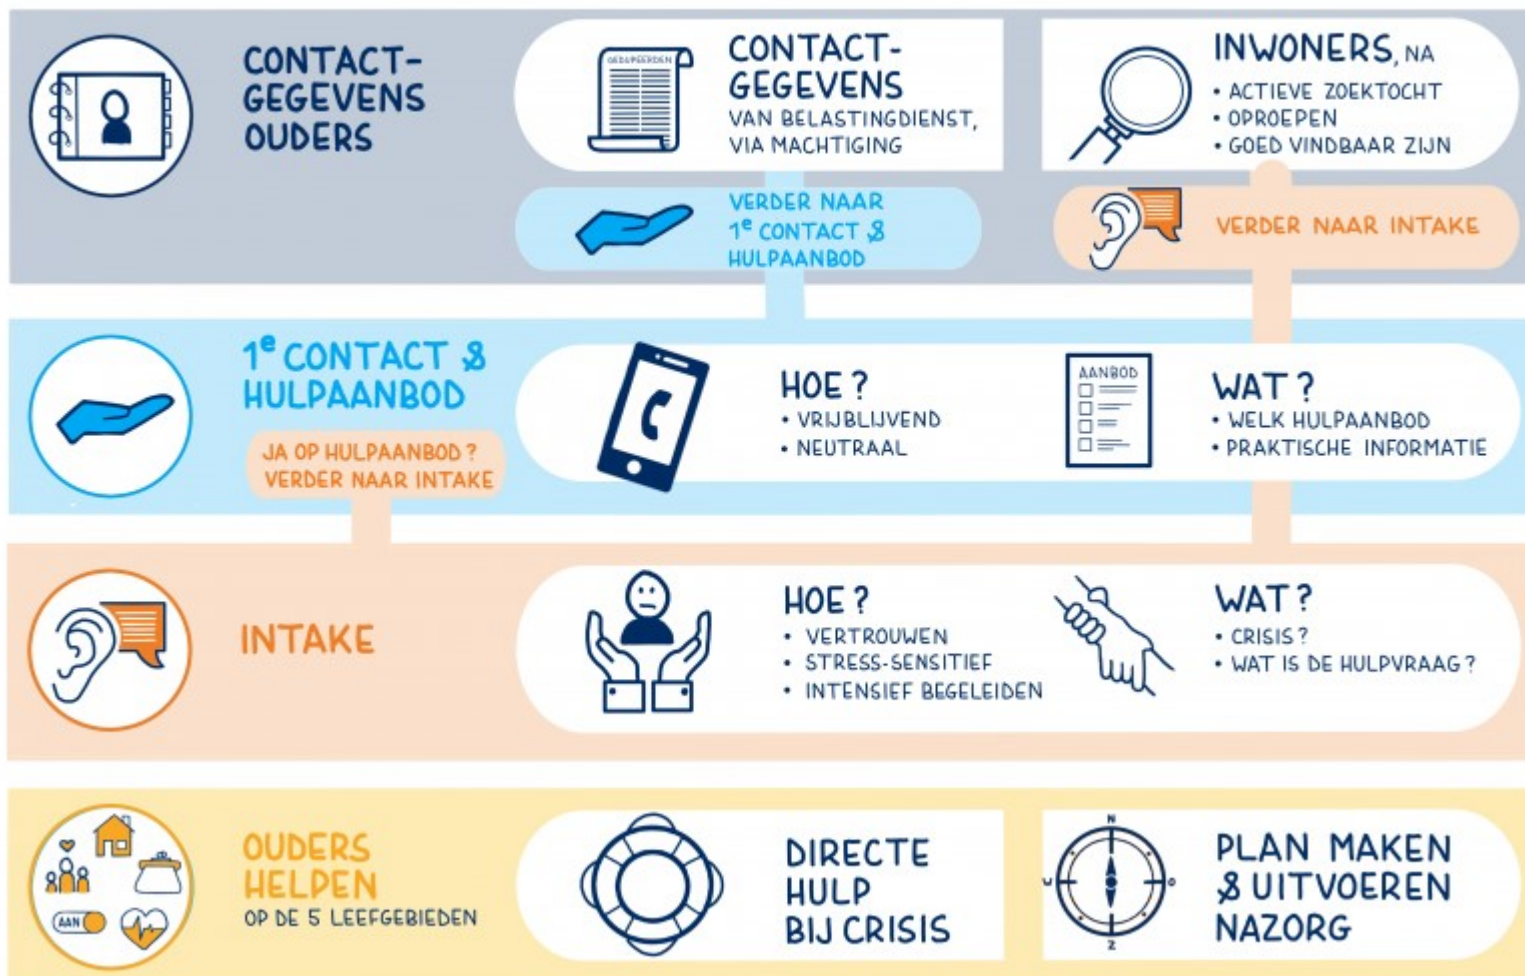 CONTACT-
GEGEVENS
OUDERS
GEDUPEERDEN
CONTACT-
GEGEVENS
VAN BELASTINGDIENST,
VIA MACHTIGING
INWONERS, NA
• ACTIEVE ZOEKTOCHT
• OPROEPEN
• GOED VINDBAAR ZIJN
VERDER NAAR
1e CONTACT &
HULPAANBOD
VERDER NAAR INTAKE
1e CONTACT &
HULPAANBOD
JA OP HULPAANBOD?
VERDER NAAR INTAKE
HOE?
• VRIJBLIJVEND
• NEUTRAAL
AANBOD
WAT?
• WELK HULPAANBOD
• PRAKTISCHE INFORMATIE
INTAKE
HOE?
• VERTROUWEN
• STRESS-SENSITIEF
• INTENSIEF BEGELEIDEN
WAT?
• CRISIS?
• WAT IS DE HULPVRAAG?
AAN
OUDERS
HELPEN
OP DE 5 LEEFGEBIEDEN
DIRECTE
HULP
BIJ CRISIS
N
W
O
Z
PLAN MAKEN
& UITVOEREN
NAZORG